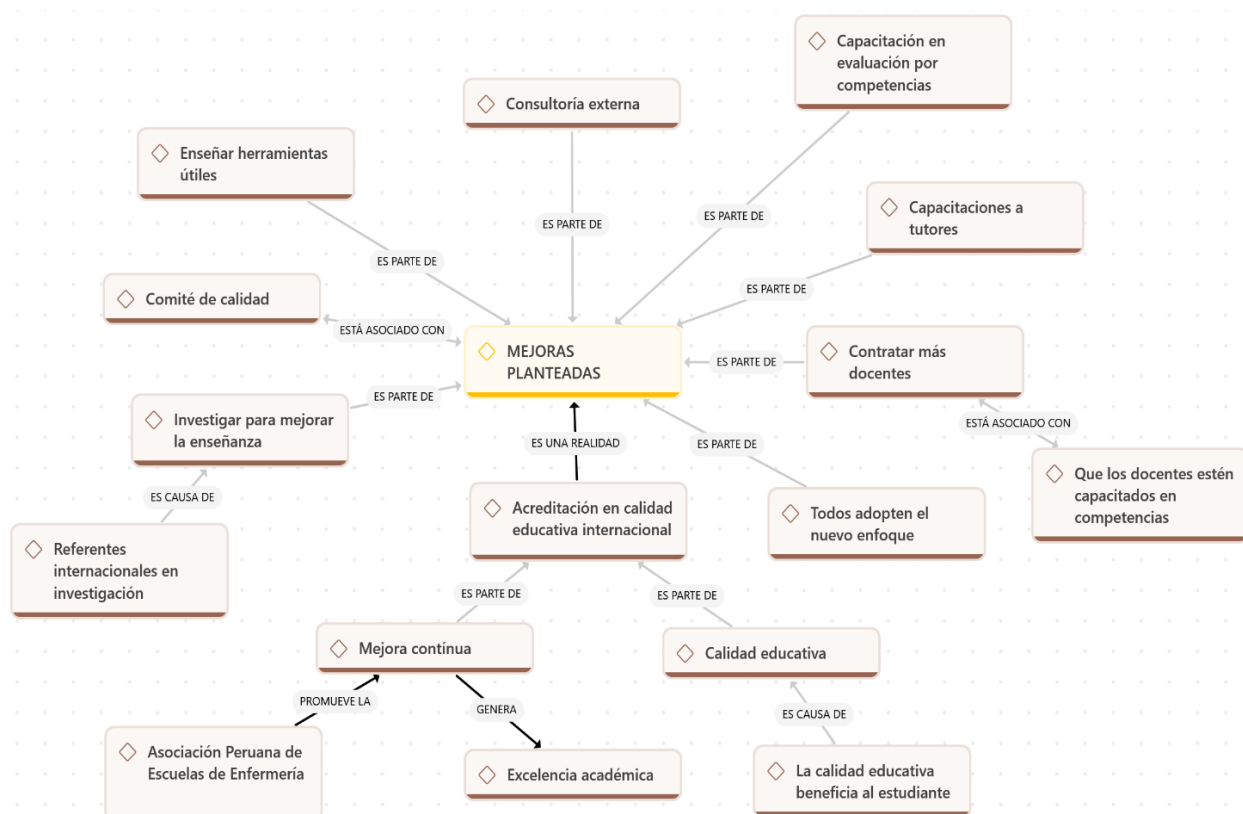 Capacitación en
evaluación por
competencias
Consultoría externa
Enseñar herramientas
útiles
Capacitaciones a
tutores
ES PARTE DE
ES PARTE DE
ES PARTE DE
ES PARTE DE
Comité de calidad
ESTÁ ASOCIADO CON
MEJORAS
PLANTEADAS
ES PARTE DE
Contratar más
docentes
ES PARTE DE
Investigar para mejorar
la enseñanza
ES UNA REALIDAD
ES PARTE DE
ESTÁ ASOCIADO CON
Que los docentes estén
capacitados en
competencias
ES CAUSA DE
Acreditación en calidad
educativa internacional
Todos adopten el
nuevo enfoque
Referentes
internacionales en
investigación
ES PARTE DE
ES PARTE DE
Mejora contínua
Calidad educativa
PROMUEVE LA
GENERA
ES CAUSA DE
Asociación Peruana de
Escuelas de Enfermería
Excelencia académica
La calidad educativa
beneficia al estudiante